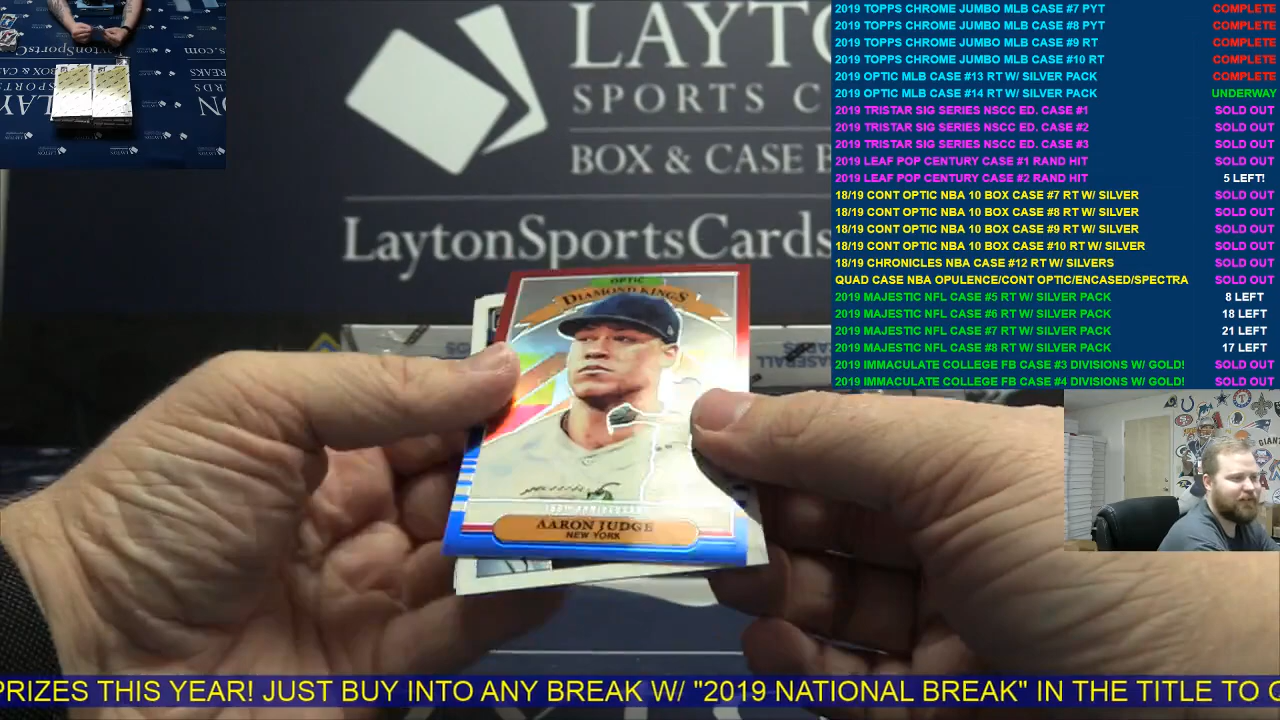 LAYTO
SPORTS C
BOX & CASE
LaytonSportsCards
OPTIC
DIAMOND KINGS
AARON JUDGE
NEW YORK
2019 TOPPS CHROME JUMBO MLB CASE #7 PYT COMPLETE
2019 TOPPS CHROME JUMBO MLB CASE #8 PYT COMPLETE
2019 TOPPS CHROME JUMBO MLB CASE #9 RT COMPLETE
2019 TOPPS CHROME JUMBO MLB CASE #10 RT COMPLETE
2019 OPTIC MLB CASE #13 RT W/ SILVER PACK COMPLETE
2019 OPTIC MLB CASE #14 RT W/ SILVER PACK UNDERWAY
2019 TRISTAR SIG SERIES NSCC ED. CASE #1 SOLD OUT
2019 TRISTAR SIG SERIES NSCC ED. CASE #2 SOLD OUT
2019 TRISTAR SIG SERIES NSCC ED. CASE #3 SOLD OUT
2019 LEAF POP CENTURY CASE #1 RAND HIT SOLD OUT
2019 LEAF POP CENTURY CASE #2 RAND HIT 5 LEFT!
18/19 CONT OPTIC NBA 10 BOX CASE #7 RT W/ SILVER SOLD OUT
18/19 CONT OPTIC NBA 10 BOX CASE #8 RT W/ SILVER SOLD OUT
18/19 CONT OPTIC NBA 10 BOX CASE #9 RT W/ SILVER SOLD OUT
18/19 CONT OPTIC NBA 10 BOX CASE #10 RT W/ SILVER SOLD OUT
18/19 CHRONICLES NBA CASE #12 RT W/ SILVERS SOLD OUT
QUAD CASE NBA OPULENCE/CONT OPTIC/ENCASED/SPECTRA SOLD OUT
2019 MAJESTIC NFL CASE #5 RT W/ SILVER PACK 8 LEFT
2019 MAJESTIC NFL CASE #6 RT W/ SILVER PACK 18 LEFT
2019 MAJESTIC NFL CASE #7 RT W/ SILVER PACK 21 LEFT
2019 MAJESTIC NFL CASE #8 RT W/ SILVER PACK 17 LEFT
2019 IMMACULATE COLLEGE FB CASE #3 DIVISIONS W/ GOLD! SOLD OUT
2019 IMMACULATE COLLEGE FB CASE #4 DIVISIONS W/ GOLD! SOLD OUT
PRIZES THIS YEAR! JUST BUY INTO ANY BREAK W/ "2019 NATIONAL BREAK" IN THE TITLE TO